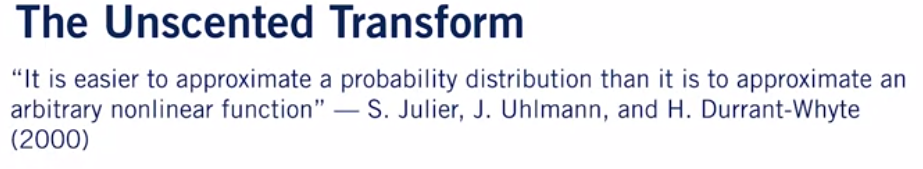 The Unscented Transform
“It is easier to approximate a probability distribution than it is to approximate an
arbitrary nonlinear function” — S. Julier, J. Uhlmann, and H. Durrant-Whyte
(2000)